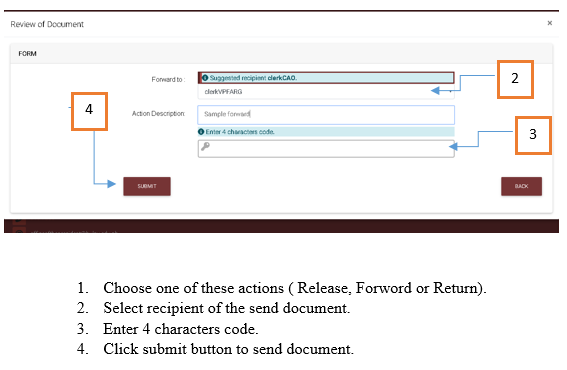 Review of Document
×
FORM
Forward to :
Suggested recipient clerkCAO.
clerkVPFARG
2
4
Action Description:
Sample forward
Enter 4 characters code.
3
SUBMIT
BACK
1. Choose one of these actions ( Release, Forword or Return).
2. Select recipient of the send document.
3. Enter 4 characters code.
4. Click submit button to send document.